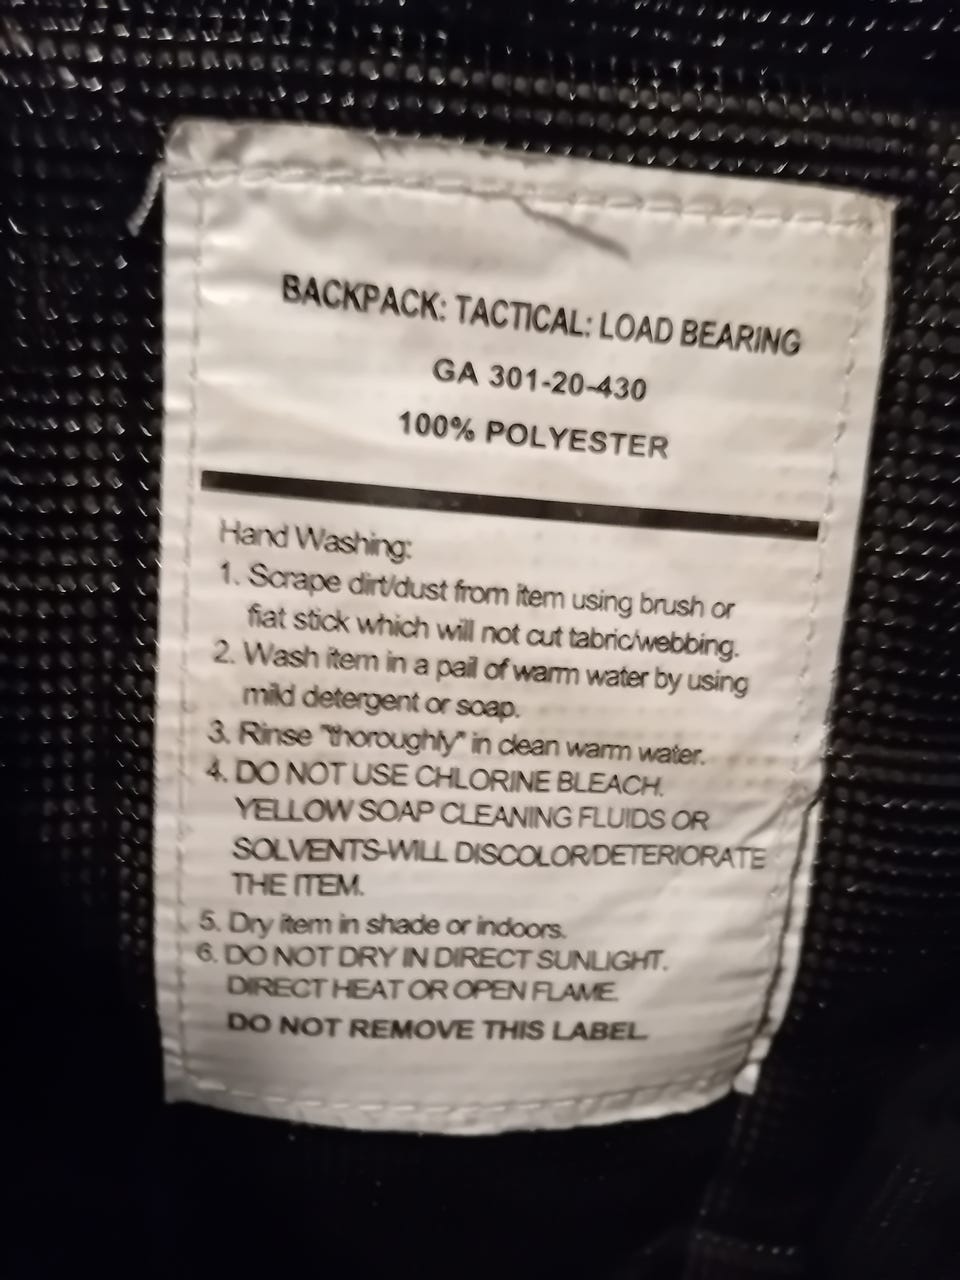 BACKPACK: TACTICAL: LOAD BEARING
GA 301-20-430
100% POLYESTER
Hand Washing:
1. Scrape dirt/dust from item using brush or
fiat stick which will not cut tabric/webbing.
2. Wash item in a pail of warm water by using
mild detergent or soap.
3. Rinse "thoroughly" in clean warm water.
4. DO NOT USE CHLORINE BLEACH.
YELLOW SOAP CLEANING FLUIDS OR
SOLVENTS-WILL DISCOLOR/DETERIORATE
THE ITEM.
5. Dry item in shade or indoors.
6. DO NOT DRY IN DIRECT SUNLIGHT.
DIRECT HEAT OR OPEN FLAME.
DO NOT REMOVE THIS LABEL.